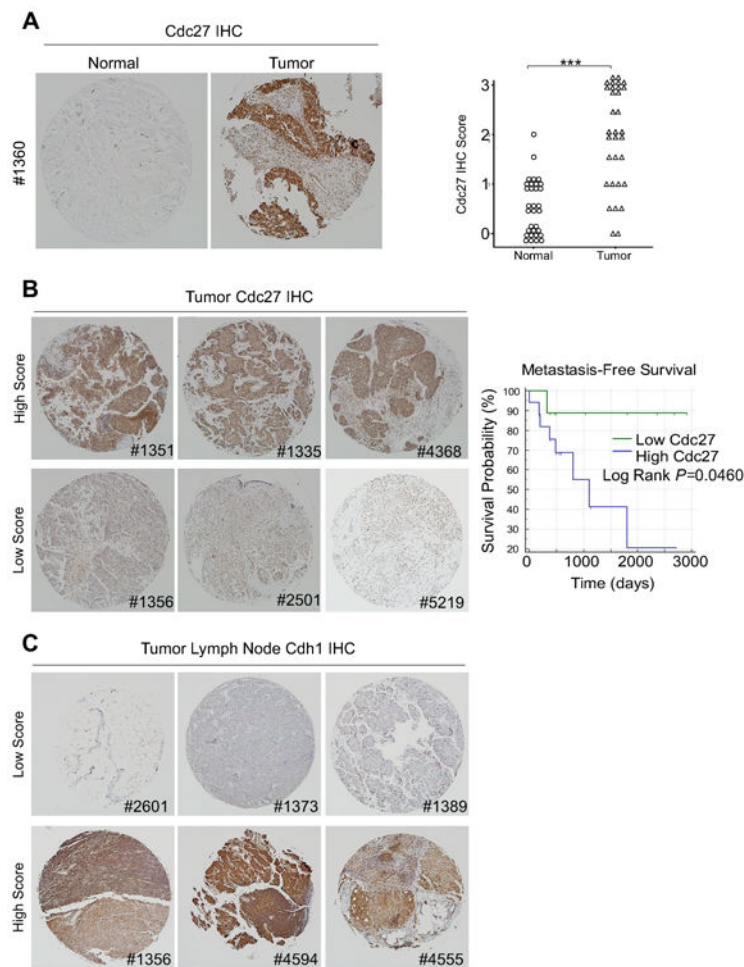 A
Cdc27 IHC
Normal
Tumor
#1360
***
Cdc27 IHC Score
3
2
1
0
Normal
Tumor
B
Tumor Cdc27 IHC
High Score
#1351
#1335
#4368
Low Score
#1356
#2501
#5219
Metastasis-Free Survival
Survival Probability (%)
100
90
80
70
60
50
40
30
20
Low Cdc27
High Cdc27
Log Rank P=0.0460
0
1000
2000
3000
Time (days)
C
Tumor Lymph Node Cdh1 IHC
Low Score
#2601
#1373
#1389
High Score
#1356
#4594
#4555